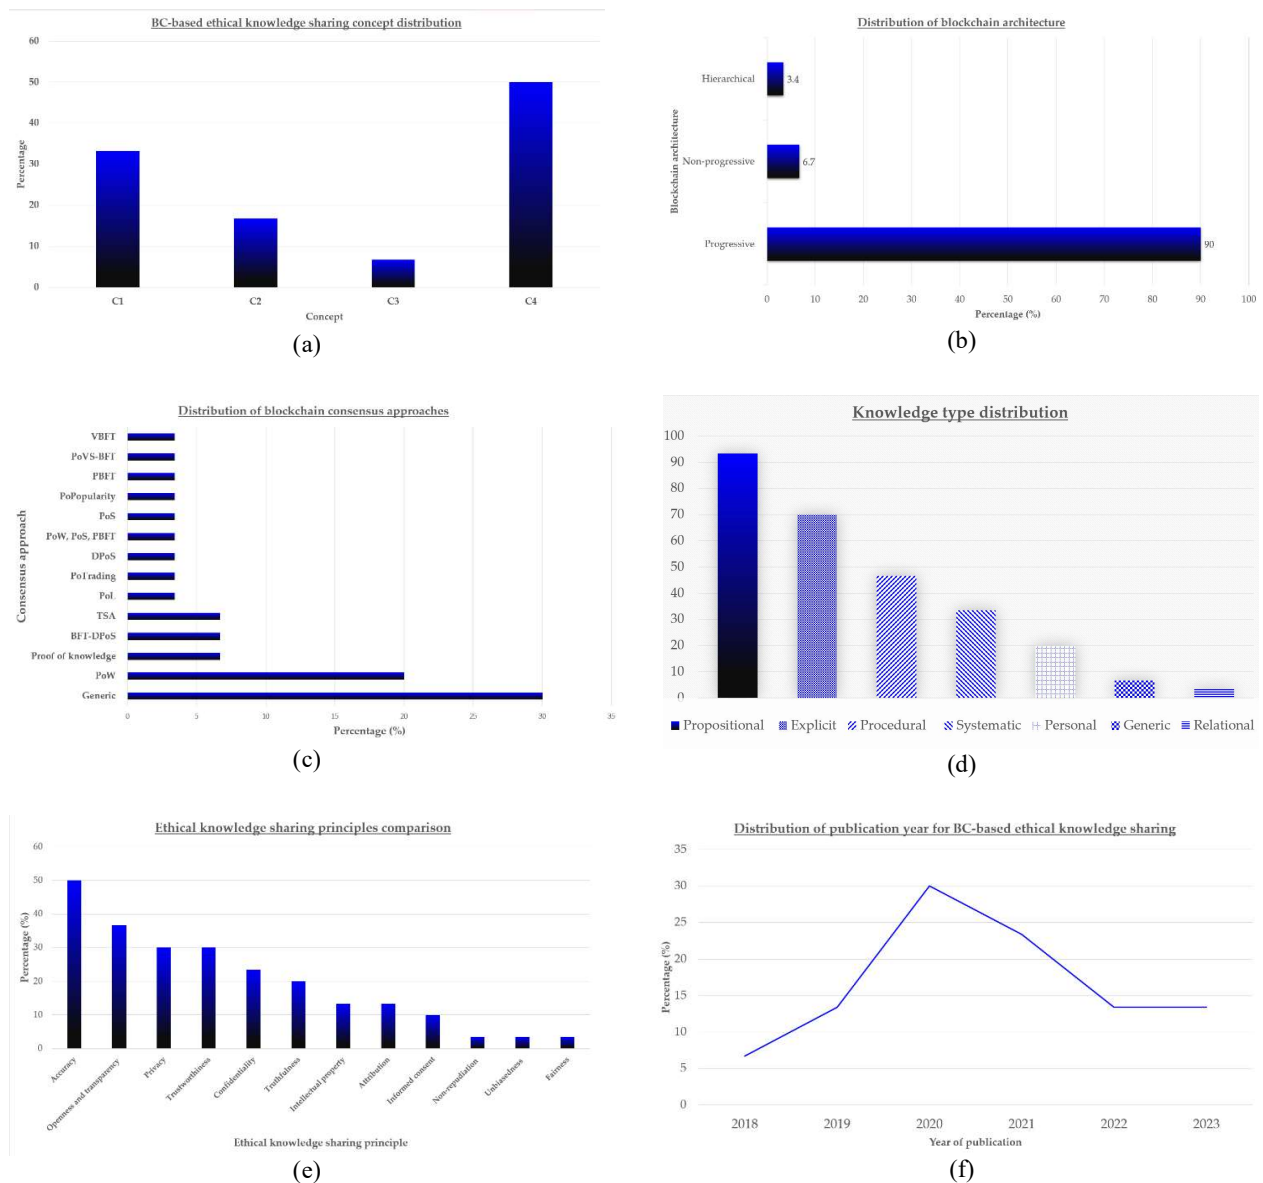 BC-based ethical knowledge sharing concept distribution
60
50
40
30
20
10
0
Percentage
C1 C2 C3 C4
Concept
(a)
Distribution of blockchain architecture
Blockchain architecture
Hierarchical 3.4
Non-progressive 6.7
Progressive 90
0 10 20 30 40 50 60 70 80 90 100
Percentage (%)
(b)
Distribution of blockchain consensus approaches
Consensus approach
VBFT
PoVS-BFT
PBFT
PoPopularity
PoS
PoW, PoS, PBFT
DPoS
PoTrading
PoL
TSA
BFT-DPoS
Proof of knowledge
PoW
Generic
0 5 10 15 20 25 30 35
Percentage (%)
(c)
Knowledge type distribution
100
90
80
70
60
50
40
30
20
10
0
Propositional Explicit Procedural Systematic Personal Generic Relational
(d)
Ethical knowledge sharing principles comparison
60
50
40
30
20
10
0
Percentage (%)
Accuracy
Openness and transparency
Privacy
Trustworthiness
Confidentiality
Truthfulness
Intellectual property
Attribution
Informed consent
Non-repudiation
Unbiasedness
Fairness
Ethical knowledge sharing principle
(e)
Distribution of publication year for BC-based ethical knowledge sharing
35
30
25
20
15
10
5
0
Percentage (%)
2018 2019 2020 2021 2022 2023
Year of publication
(f)